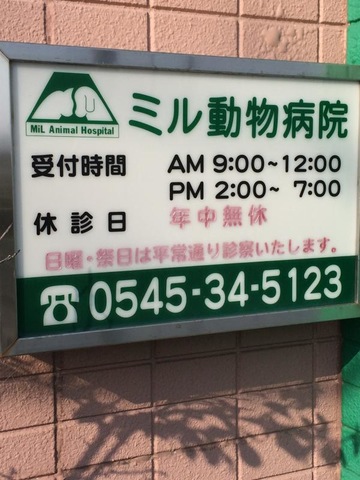 MiL Animal Hospital
ミル動物病院
受付時間 AM 9:00~12:00
PM 2:00~ 7:00
休診日 年中無休
日曜・祭日は平常通り診察いたします。
0545-34-5123